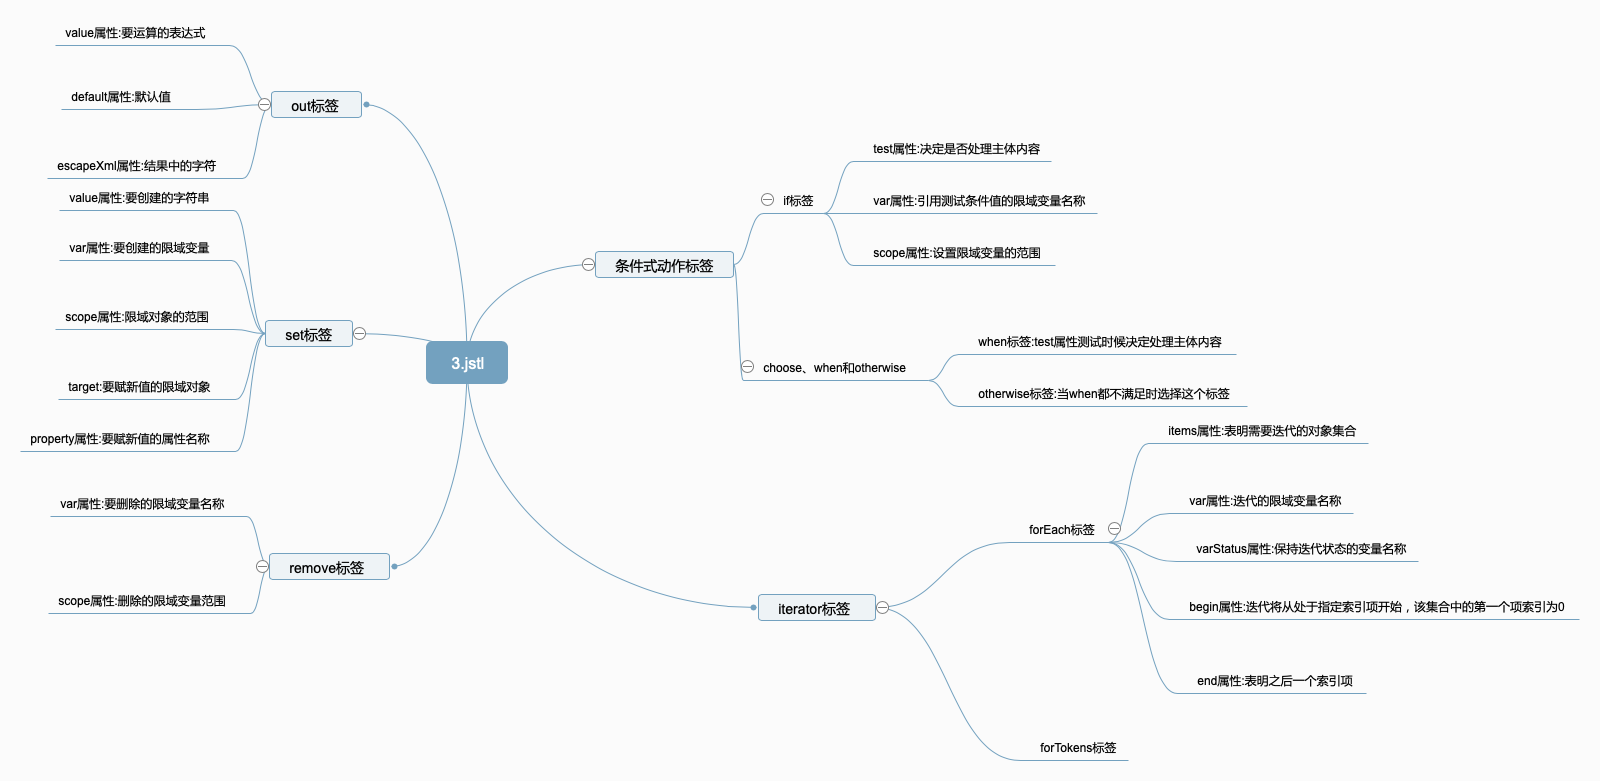 3.jstl
out标签
value属性:要运算的表达式
default属性:默认值
escapeXml属性:结果中的字符
set标签
value属性:要创建的字符串
var属性:要创建的限域变量
scope属性:限域对象的范围
target:要赋新值的限域对象
property属性:要赋新值的属性名称
remove标签
var属性:要删除的限域变量名称
scope属性:删除的限域变量范围
条件式动作标签
if标签
test属性:决定是否处理主体内容
var属性:引用测试条件值的限域变量名称
scope属性:设置限域变量的范围
choose、when和otherwise
when标签:test属性测试时候决定处理主体内容
otherwise标签:当when都不满足时选择这个标签
iterator标签
forEach标签
items属性:表明需要迭代的对象集合
var属性:迭代的限域变量名称
varStatus属性:保持迭代状态的变量名称
begin属性:迭代将从处于指定索引项开始，该集合中的第一个项索引为0
end属性:表明之后一个索引项
forTokens标签